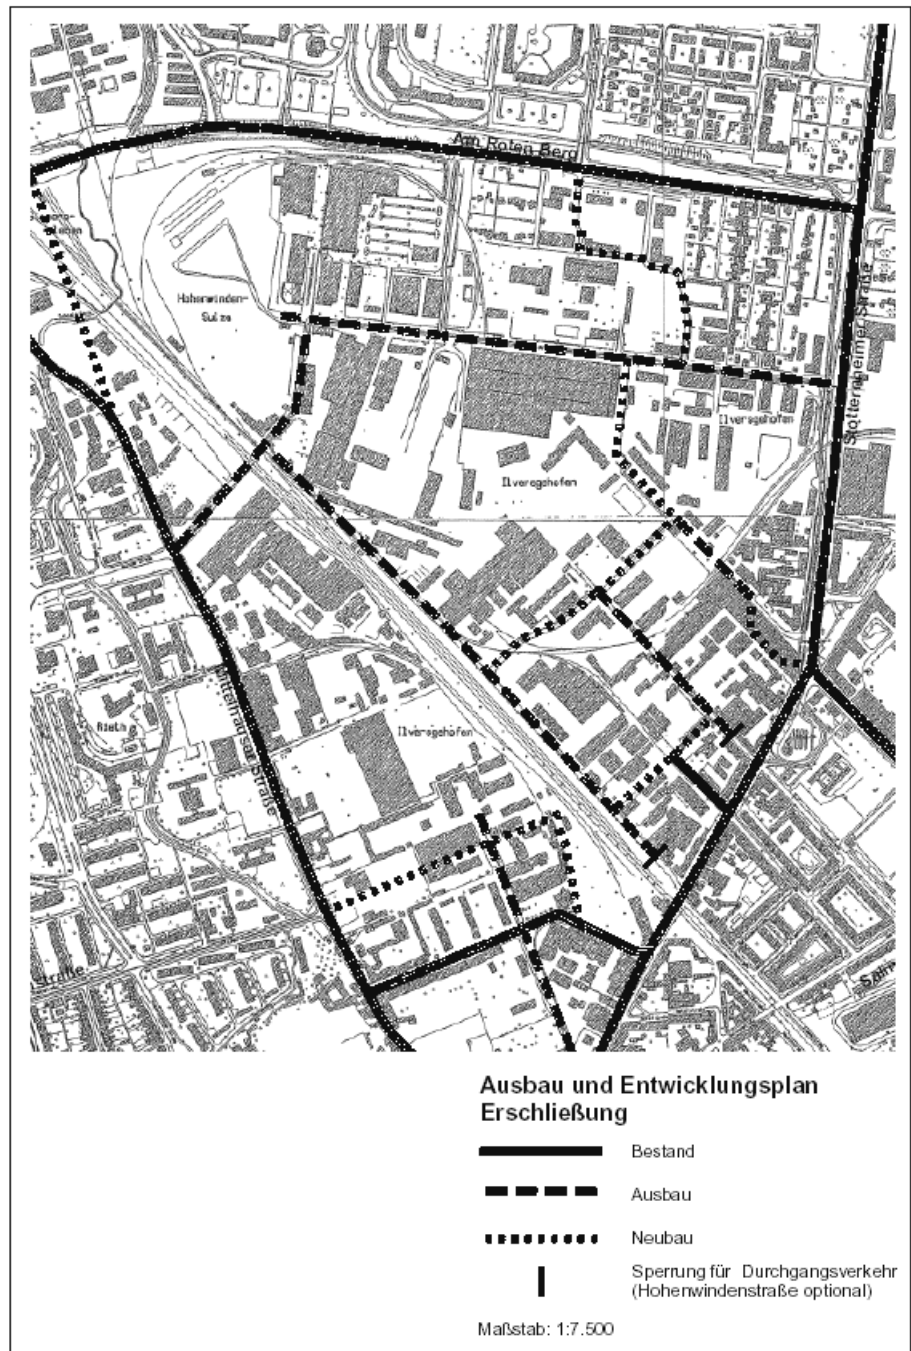 Am Roten Berg
Stotternheimer Straße
Hohenwinden-
Sulze
Ilversgehofen
Ilversgehofen
Rieth
Ilversgehofen
Straße
straße
Ausbau und Entwicklungsplan
Erschließung
Bestand
Ausbau
Neubau
Sperrung für Durchgangsverkehr
(Hohenwindenstraße optional)
Maßstab: 1:7.500